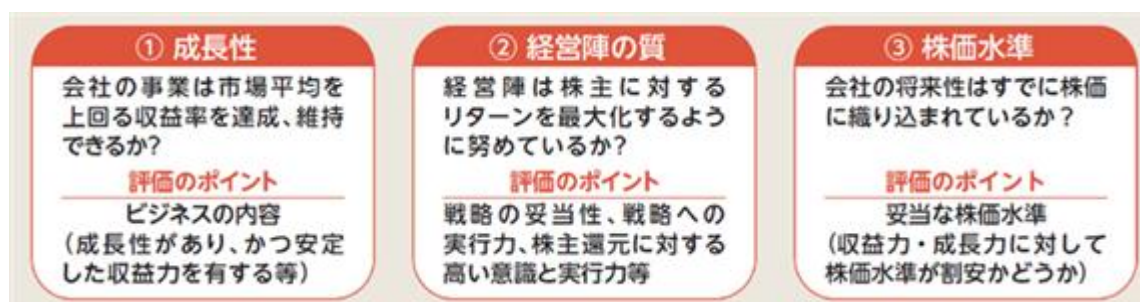 ① 成長性
会社の事業は市場平均を
上回る収益率を達成、維持
できるか?
評価のポイント
ビジネスの内容
（成長性があり、かつ安定
した収益力を有する等）
② 経営陣の質
経営陣は株主に対する
リターンを最大化するよう
に努めているか?
評価のポイント
戦略の妥当性、戦略への
実行力、株主還元に対する
高い意識と実行力等
③ 株価水準
会社の将来性はすでに株価
に織り込まれているか？
評価のポイント
妥当な株価水準
（収益力・成長力に対して
株価水準が割安かどうか）